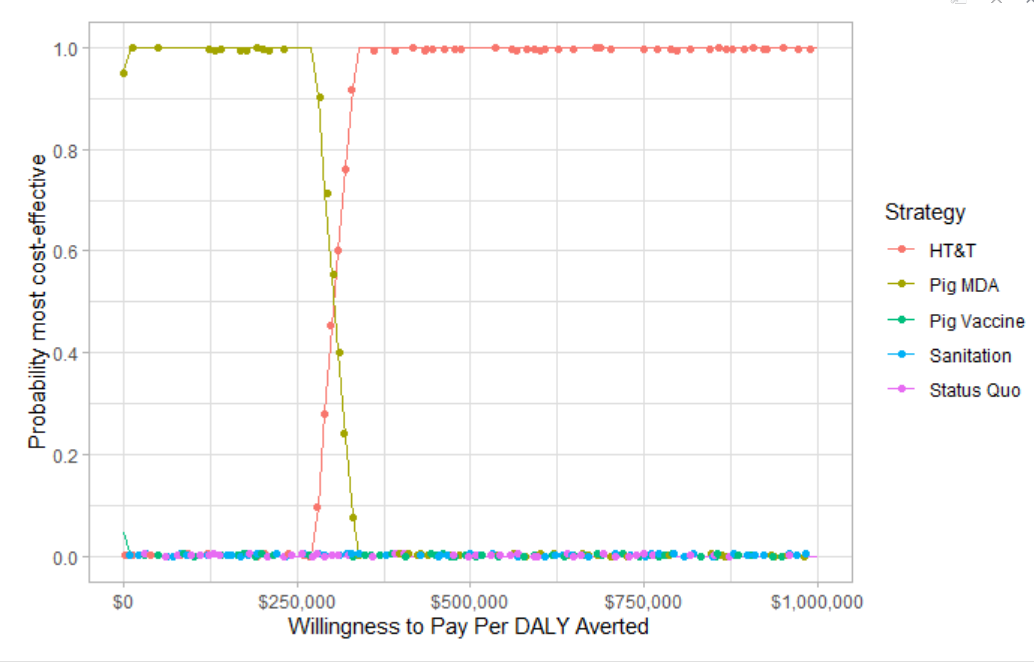 1.0
0.8
0.6
0.4
0.2
0.0
Probability most cost-effective
$0 $250,000 $500,000 $750,000 $1,000,000
Willingness to Pay Per DALY Averted
Strategy
HT&T
Pig MDA
Pig Vaccine
Sanitation
Status Quo